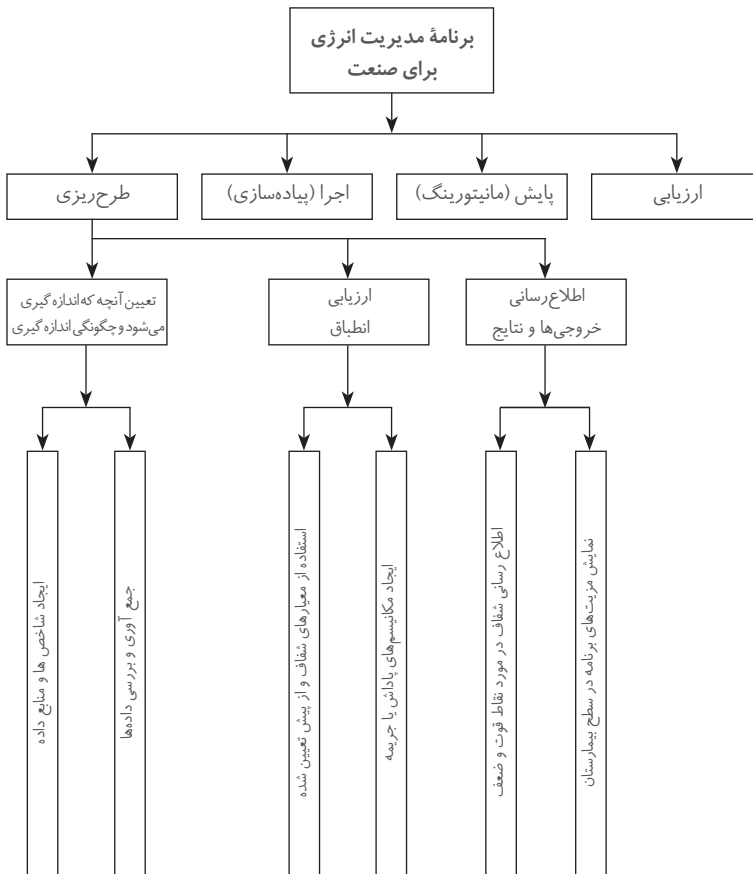 برنامهٔ مدیریت انرژی
برای صنعت
ارزیابی
پایش (مانیتورینگ)
اجرا (پیاده‌سازی)
طرح‌ریزی
اطلاع‌رسانی
خروجی‌ها و نتایج
ارزیابی
انطباق
تعیین آنچه که اندازه گیری
می‌شود و چگونگی اندازه گیری
نمایش مزیت‌های برنامه در سطح بیمارستان
اطلاع رسانی شفاف در مورد نقاط قوت و ضعف
ایجاد مکانیسم‌های پاداش یا جریمه
استفاده از معیارهای شفاف و از پیش تعیین شده
جمع آوری و بررسی داده‌ها
ایجاد شاخص ها و منابع داده